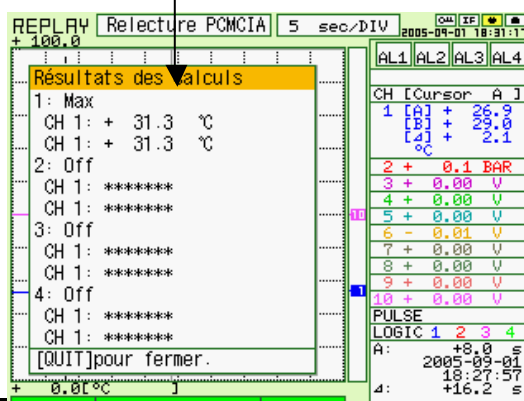 REPLAY Relecture PCMCIA 5 sec/DIV 2005-09-01 18:31:1
+ 100.0
AL1 AL2 AL3 AL4
Résultats des calculs
1: Max
CH 1: + 31.3 ℃
CH 1: + 31.3 ℃
2: Off
CH 1: *******
CH 1: *******
3: Off
CH 1: *******
CH 1: *******
4: Off
CH 1: *******
CH 1: *******
[QUIT]pour fermer.
+ 0.0[℃ ]
10
1
CH [Cursor A ]
1 [A] + 26.9
[B] + 29.0
[⊿] + 2.1
℃
2 + 0.1 BAR
3 + 0.00 V
4 + 0.00 V
5 + 0.00 V
6 - 0.01 V
7 + 0.00 V
8 + 0.00 V
9 + 0.00 V
10 + 0.00 V
PULSE
LOGIC 1 2 3 4
A: +8.0 s
2005-09-01
18:27:57
⊿: +16.2 s